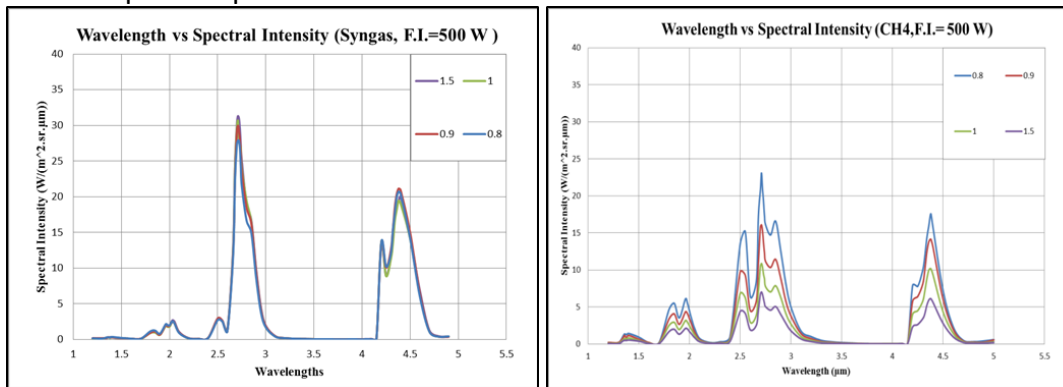 Wavelength vs Spectral Intensity (Syngas, F.I.=500 W )
40
35
30
25
20
15
10
5
0
Spectral Intensity (W/(m^2.sr.μm))
1.5 1
0.9 0.8
1 1.5 2 2.5 3 3.5 4 4.5 5 5.5
Wavelengths
Wavelength vs Spectral Intensity (CH4,F.I.= 500 W)
40
35
30
25
20
15
10
5
0
Spectral Intensity (W/(m^2.sr.μm))
0.8 0.9
1 1.5
1 1.5 2 2.5 3 3.5 4 4.5 5 5.5
Wavelength (μm)